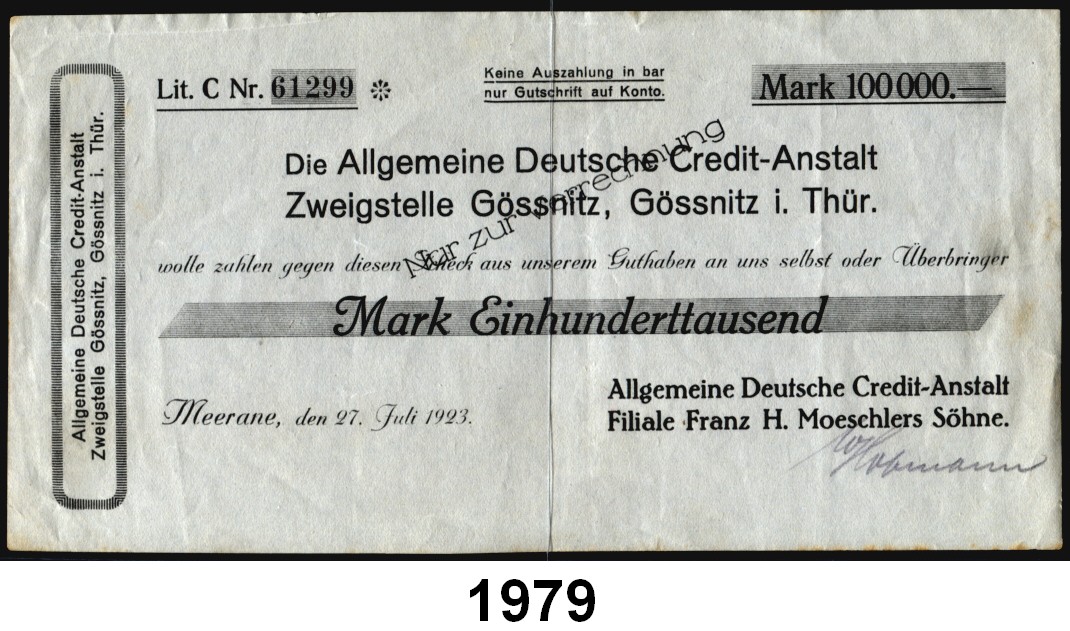 Allgemeine Deutsche Credit-Anstalt
Zweigstelle Gössnitz, Gössnitz i. Thür.
Lit. C Nr. 61299
Keine Auszahlung in bar
nur Gutschrift auf Konto.
Mark 100000.—
Die Allgemeine Deutsche Credit-Anstalt
Zweigstelle Gössnitz, Gössnitz i. Thür.
Nur zur Verrechnung
wolle zahlen gegen diesen Scheck aus unserem Guthaben an uns selbst oder Überbringer
Mark Einhunderttausend
Meerane, den 27. Juli 1923.
Allgemeine Deutsche Credit-Anstalt
Filiale Franz H. Moeschlers Söhne.
1979